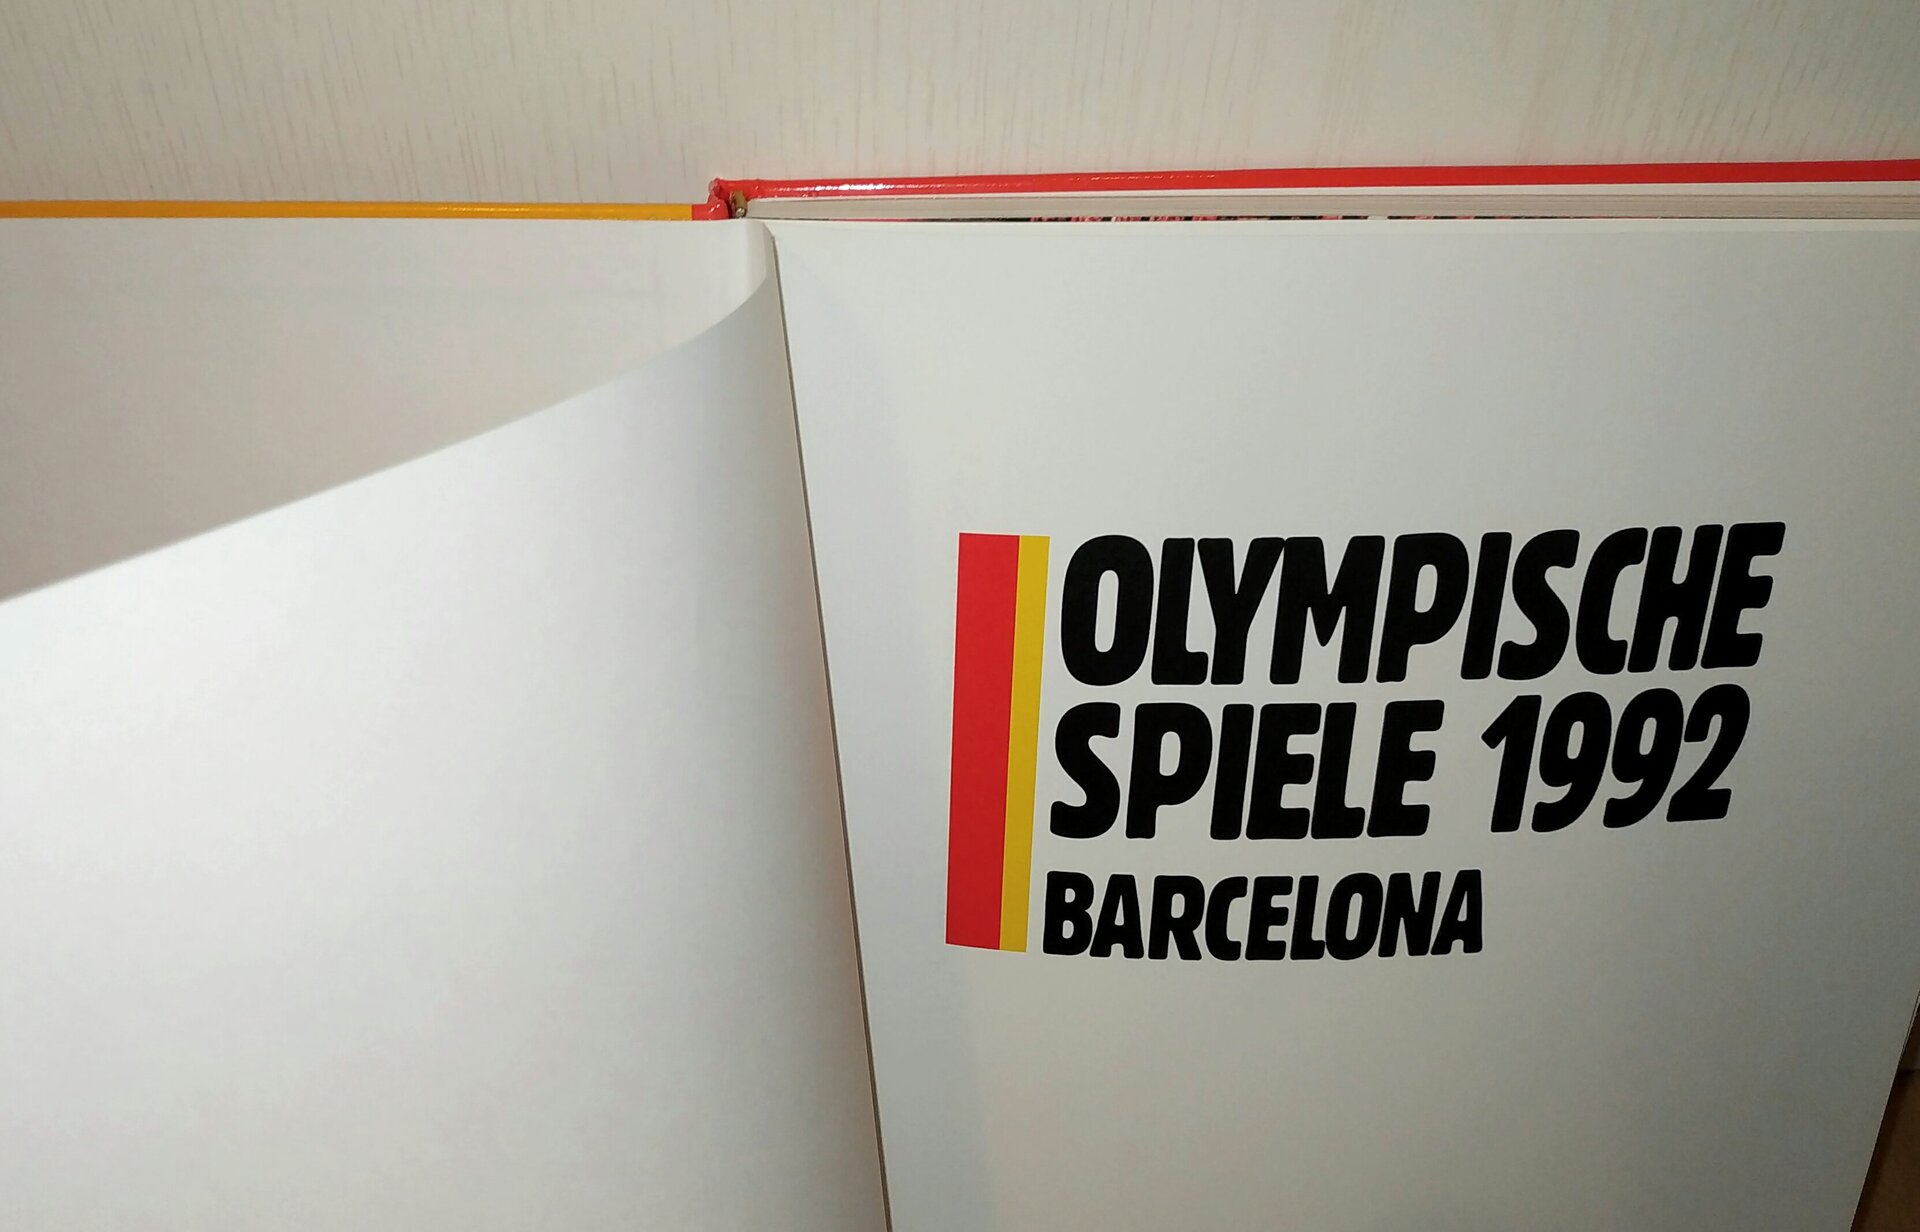 OLYMPISCHE
SPIELE 1992
BARCELONA